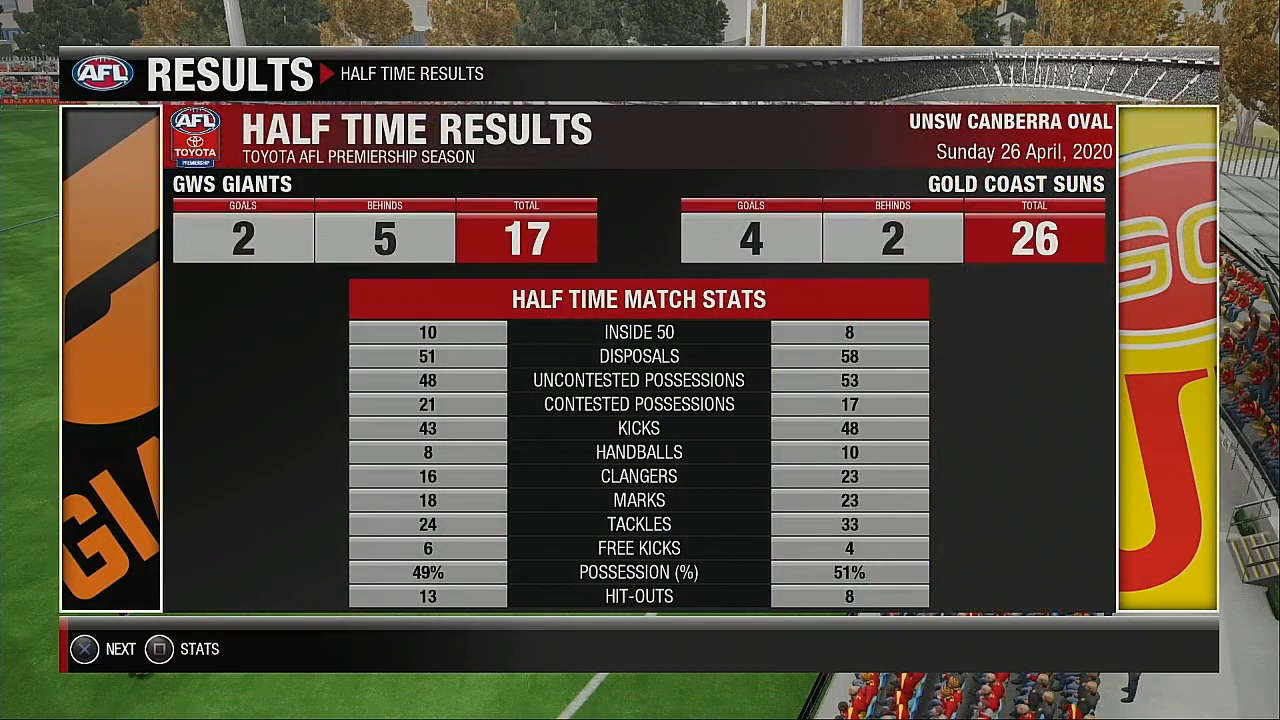 AFL RESULTS HALF TIME RESULTS
AFL TOYOTA PREMIERSHIP
HALF TIME RESULTS
TOYOTA AFL PREMIERSHIP SEASON
UNSW CANBERRA OVAL
Sunday 26 April, 2020
GWS GIANTS GOLD COAST SUNS
GOALS BEHINDS TOTAL GOALS BEHINDS TOTAL
2 5 17 4 2 26
HALF TIME MATCH STATS
10 INSIDE 50 8
51 DISPOSALS 58
48 UNCONTESTED POSSESSIONS 53
21 CONTESTED POSSESSIONS 17
43 KICKS 48
8 HANDBALLS 10
16 CLANGERS 23
18 MARKS 23
24 TACKLES 33
6 FREE KICKS 4
49% POSSESSION (%) 51%
13 HIT-OUTS 8
GIA
GC
U
NEXT STATS